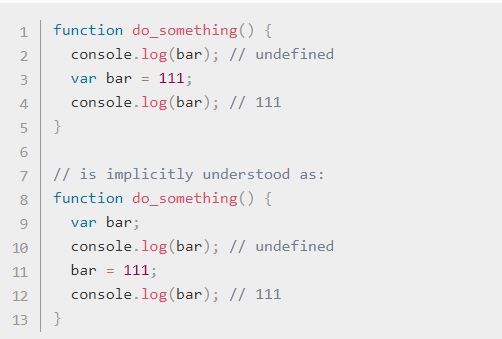 1 function do_something() {
2   console.log(bar); // undefined
3   var bar = 111;
4   console.log(bar); // 111
5 }
6
7 // is implicitly understood as:
8 function do_something() {
9   var bar;
10   console.log(bar); // undefined
11   bar = 111;
12   console.log(bar); // 111
13 }